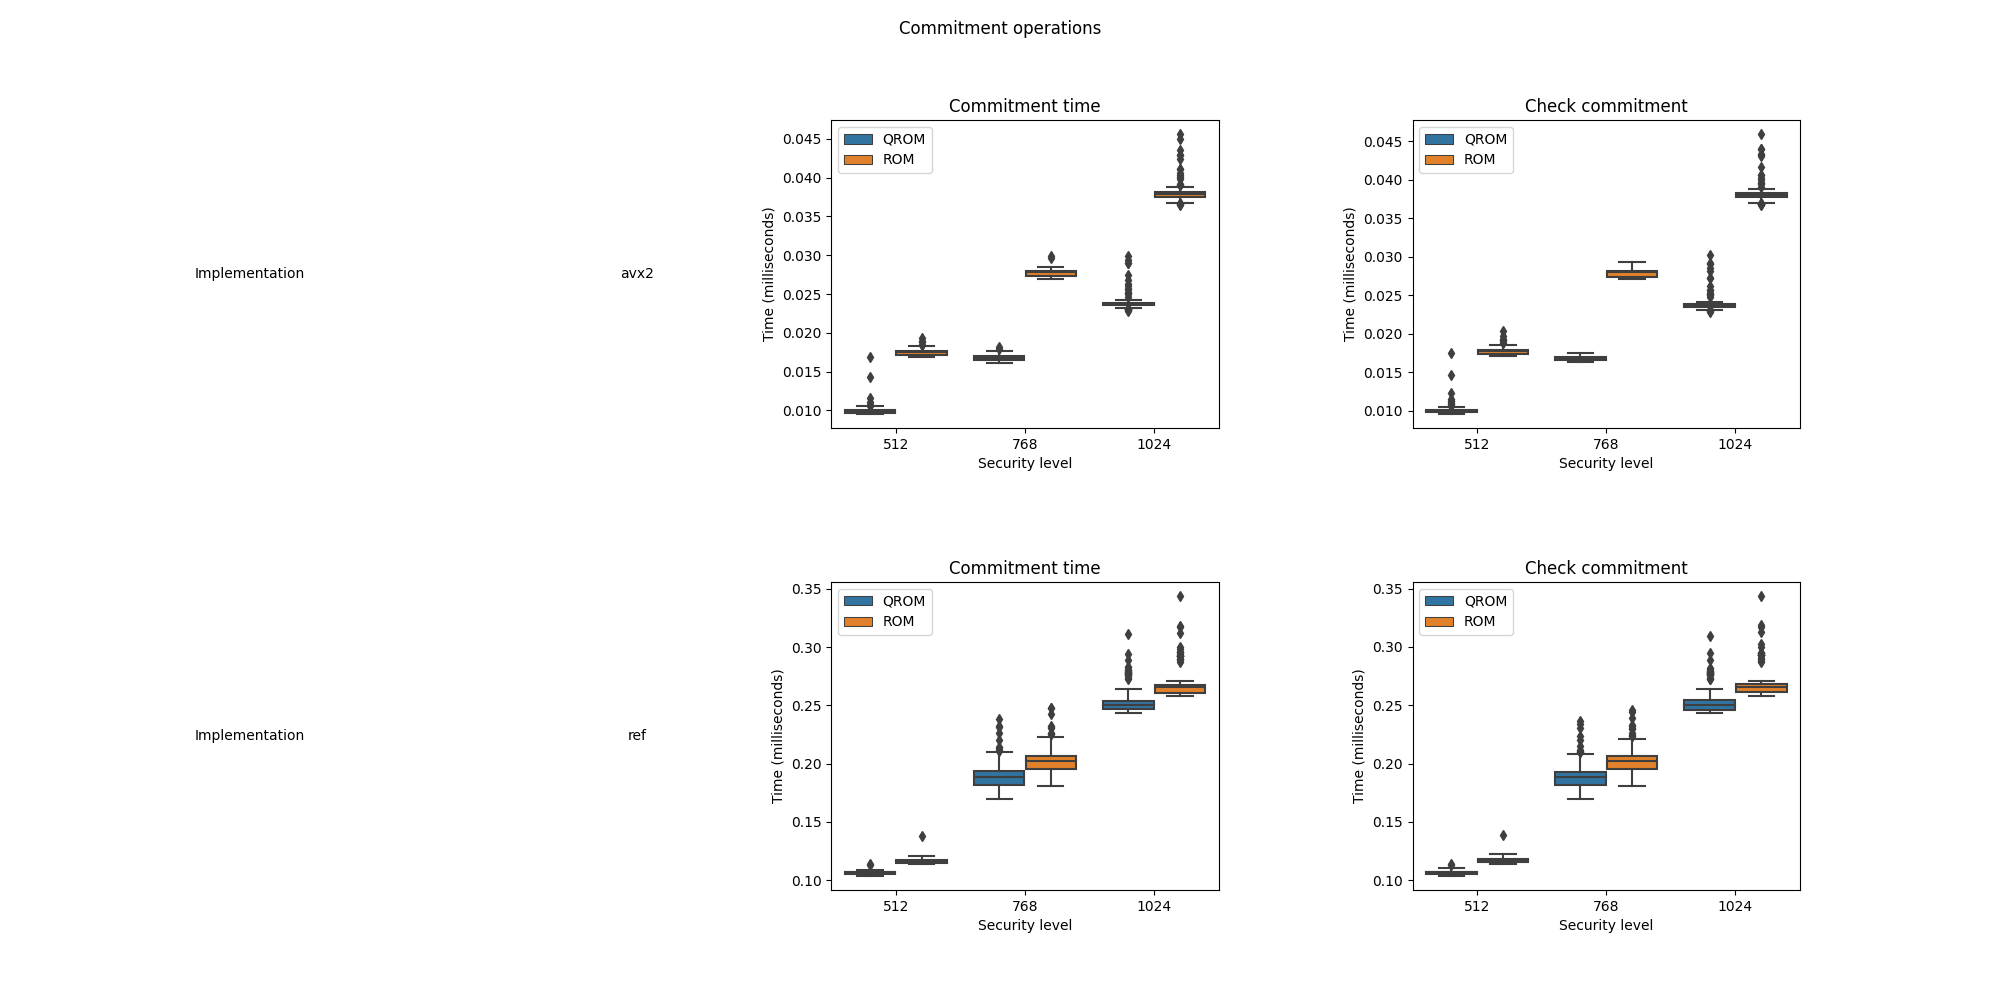 Commitment operations
Implementation
avx2
Commitment time
QROM
ROM
0.045
0.040
0.035
0.030
0.025
0.020
0.015
0.010
Time (milliseconds)
512 768 1024
Security level
Check commitment
QROM
ROM
0.045
0.040
0.035
0.030
0.025
0.020
0.015
0.010
Time (milliseconds)
512 768 1024
Security level
Implementation
ref
Commitment time
QROM
ROM
0.35
0.30
0.25
0.20
0.15
0.10
Time (milliseconds)
512 768 1024
Security level
Check commitment
QROM
ROM
0.35
0.30
0.25
0.20
0.15
0.10
Time (milliseconds)
512 768 1024
Security level